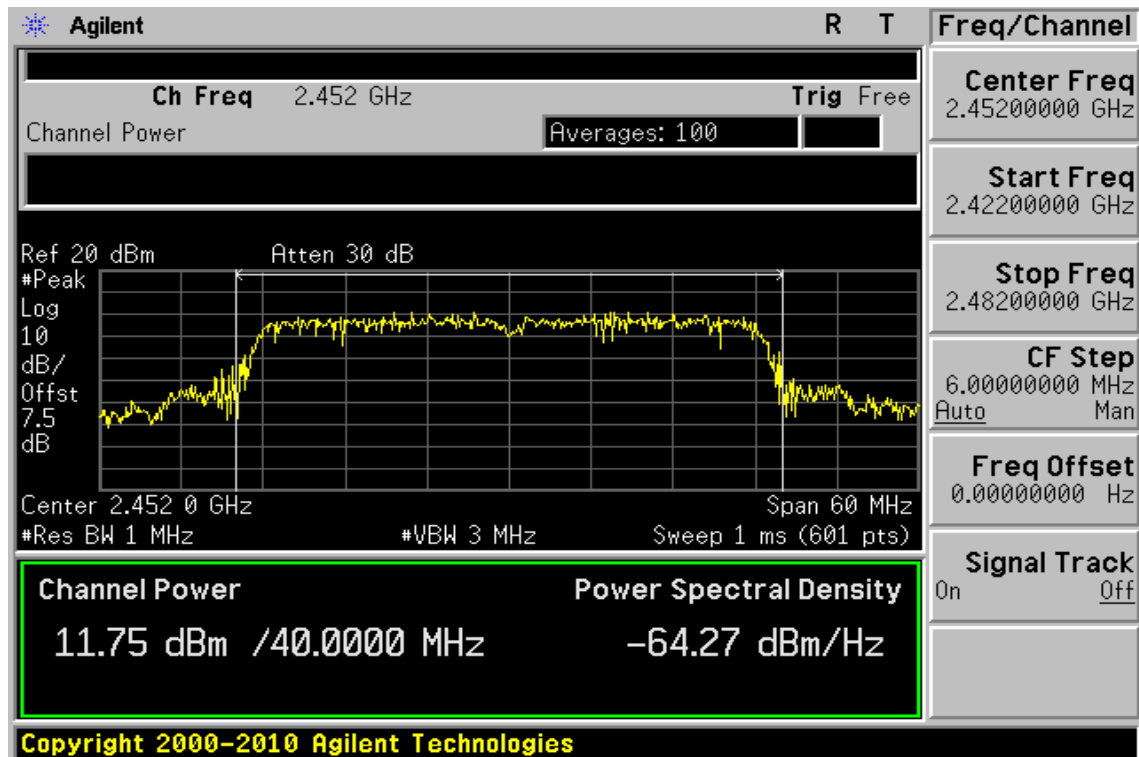 Agilent R T
Freq/Channel
Ch Freq 2.452 GHz Trig Free
Channel Power Averages: 100
Ref 20 dBm Atten 30 dB
#Peak
Log
10
dB/
Offst
7.5
dB
Center 2.452 0 GHz Span 60 MHz
#Res BW 1 MHz #VBW 3 MHz Sweep 1 ms (601 pts)
Channel Power Power Spectral Density
11.75 dBm /40.0000 MHz -64.27 dBm/Hz
Center Freq
2.45200000 GHz
Start Freq
2.42200000 GHz
Stop Freq
2.48200000 GHz
CF Step
6.00000000 MHz
Auto Man
Freq Offset
0.00000000 Hz
Signal Track
On Off
Copyright 2000-2010 Agilent Technologies